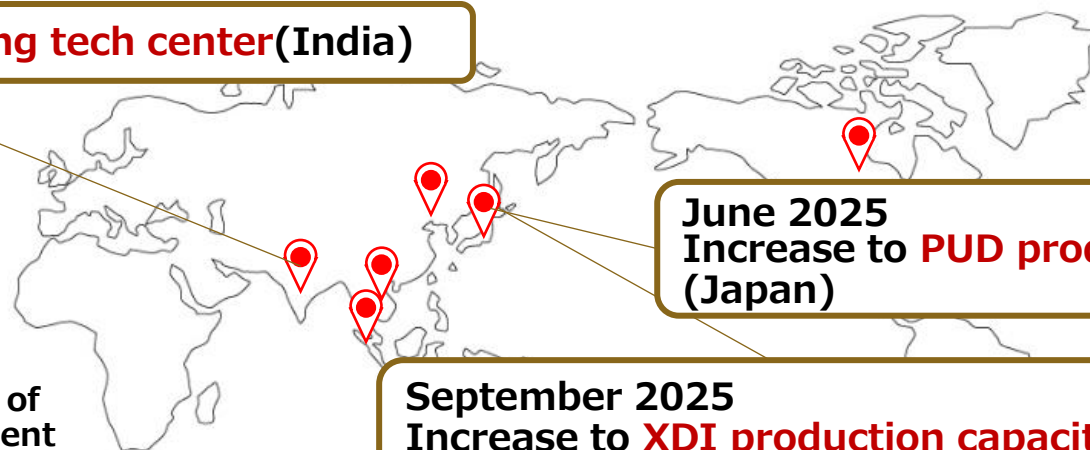 ng tech center(India)
June 2025
Increase to PUD prod
(Japan)
of
ent
September 2025
Increase to XDI production capacit